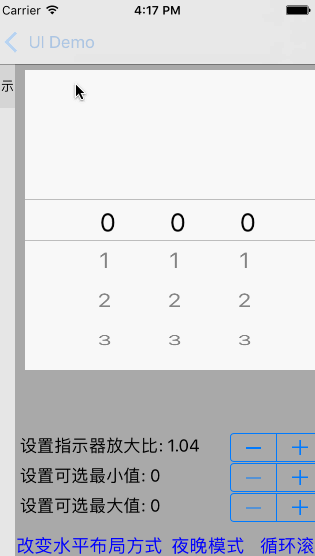 Carrier 4:17 PM
UI Demo
示
0 0 0
1 1 1
2 2 2
3 3 3
设置指示器放大比: 1.04
设置可选最小值: 0
设置可选最大值: 0
改变水平布局方式 夜晚模式 循环滚